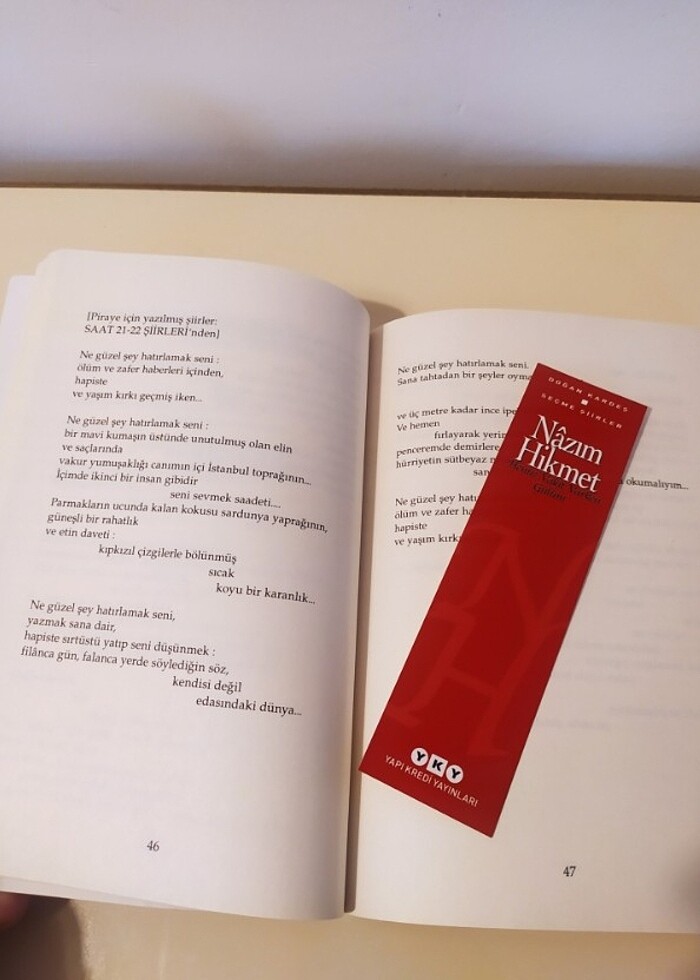 [Piraye için yazılmış şiirler:
SAAT 21-22 ŞİİRLERİ'nden]
Ne güzel şey hatırlamak seni :
ölüm ve zafer haberleri içinden,
hapiste
ve yaşım kırkı geçmiş iken...
Ne güzel şey hatırlamak seni :
bir mavi kumaşın üstünde unutulmuş olan elin
ve saçlarında
vakur yumuşaklığı canımın içi İstanbul toprağının...
İçimde ikinci bir insan gibidir
seni sevmek saadeti....
Parmakların ucunda kalan kokusu sardunya yaprağının,
güneşli bir rahatlık
ve etin daveti :
kıpkızıl çizgilerle bölünmüş
sıcak
koyu bir karanlık...
Ne güzel şey hatırlamak seni,
yazmak sana dair,
hapiste sırtüstü yatıp seni düşünmek :
filânca gün, falanca yerde söylediğin söz,
kendisi değil
edasındaki dünya...
46
Ne güzel şey hatırlamak seni.
Sana tahtadan bir şeyler oyma
ve üç metre kadar ince ipe
Ve hemen
fırlayarak yerin
penceremde demirlere
hürriyetin sütbeyaz m
san
okumalıyım...
Ne güzel şey hatı
ölüm ve zafer ha
hapiste
ve yaşım kırk
47
DOĞAN KARDEŞ
SEÇME ŞİİRLER
Nâzım
Hikmet
YKY
YAPI KREDİ YAYINLARI